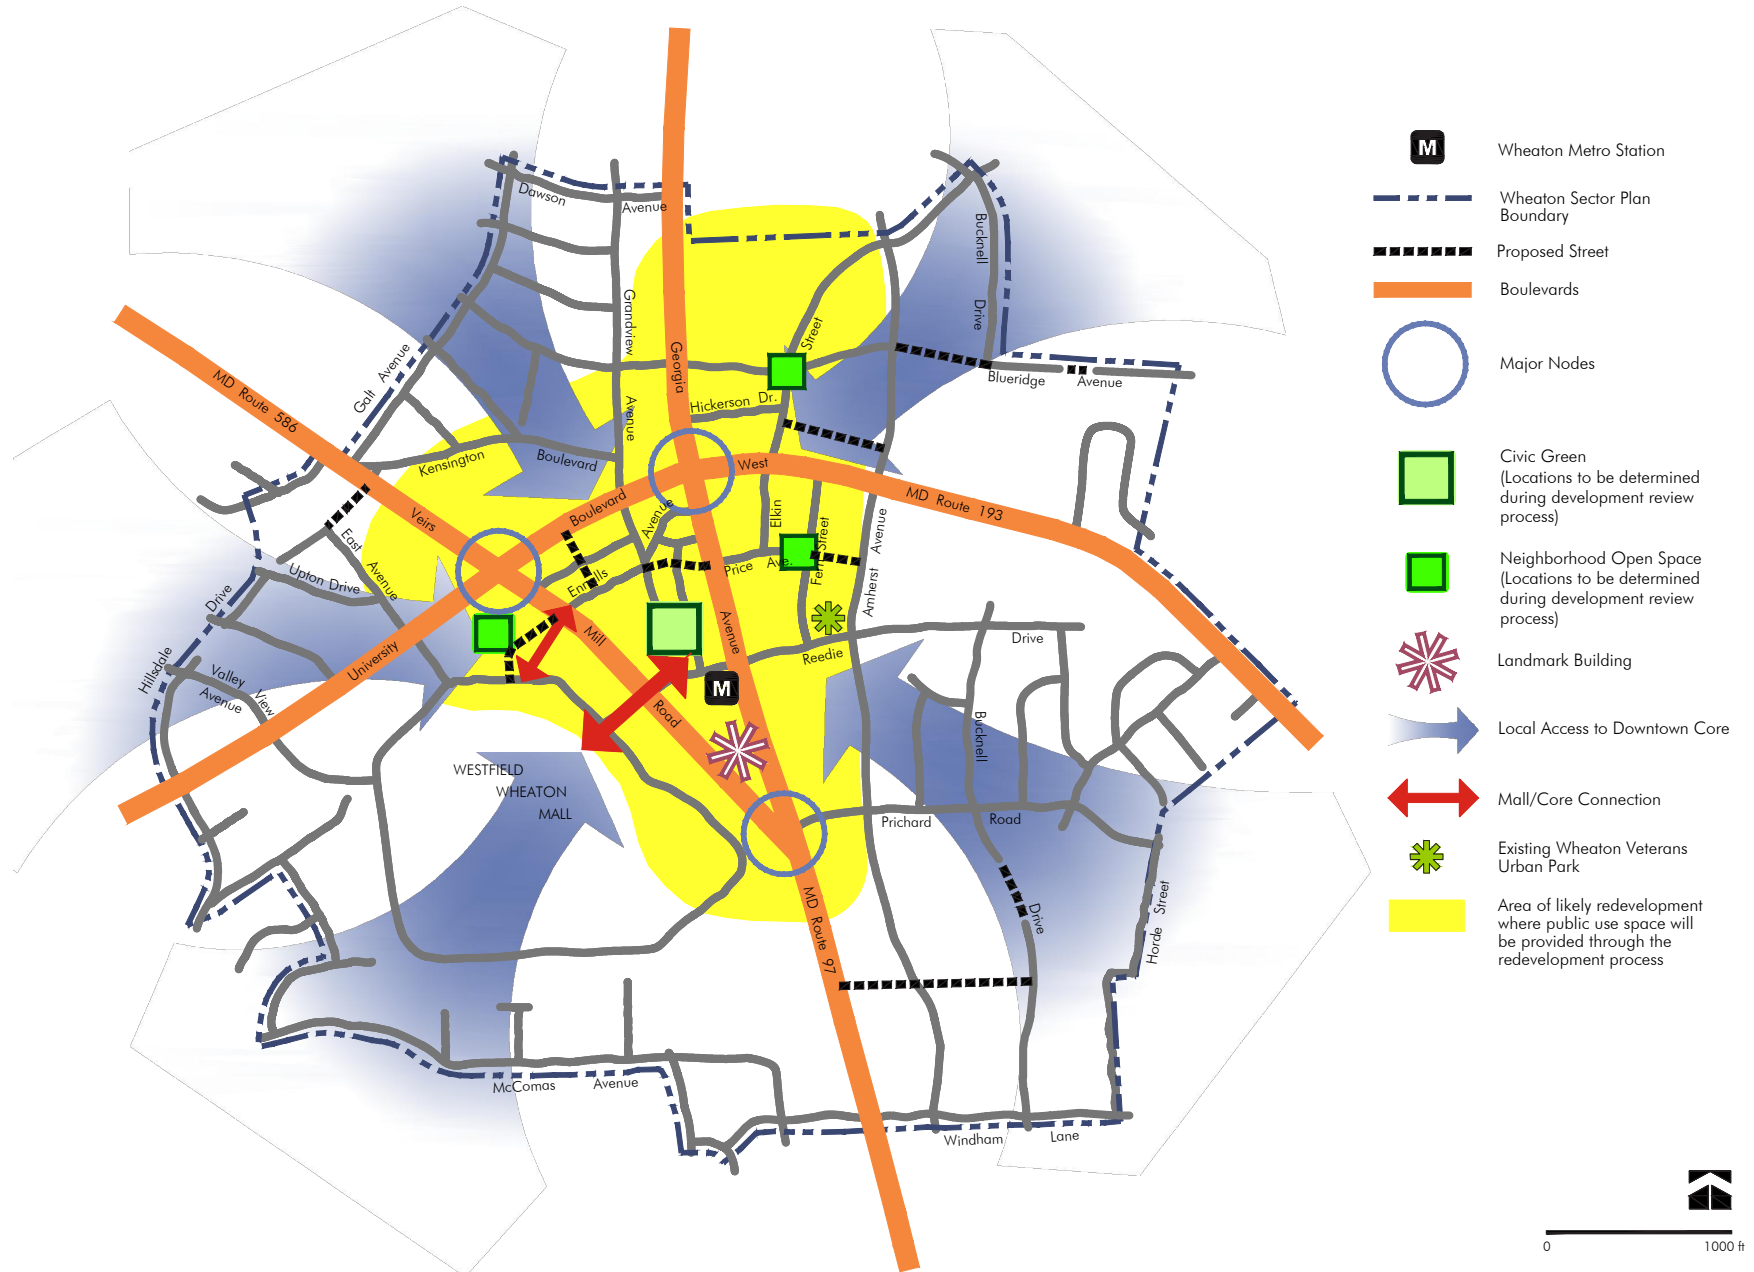 Dawson
Avenue
Bucknell
Drive
Grandview
Avenue
Georgia
Street
Galt Avenue
MD Route 586
Blueridge
Avenue
Hickerson Dr.
Kensington
Boulevard
West
MD Route 193
Veirs
Boulevard
Avenue
Elkin
Fern Street
Amherst Avenue
East
Avenue
Upton Drive
Price Ave.
Ennalls
Drive
Hillsdale
Valley View
Avenue
University
Mill
Road
Avenue
Reedie
Drive
M
Bucknell
WESTFIELD
WHEATON
MALL
Prichard
Road
Drive
MD Route 97
Horde Street
McComas
Avenue
Windham
Lane
M
Wheaton Metro Station
Wheaton Sector Plan
Boundary
Proposed Street
Boulevards
Major Nodes
Civic Green
(Locations to be determined
during development review
process)
Neighborhood Open Space
(Locations to be determined
during development review
process)
Landmark Building
Local Access to Downtown Core
Mall/Core Connection
Existing Wheaton Veterans
Urban Park
Area of likely redevelopment
where public use space will
be provided through the
redevelopment process
0
1000 ft